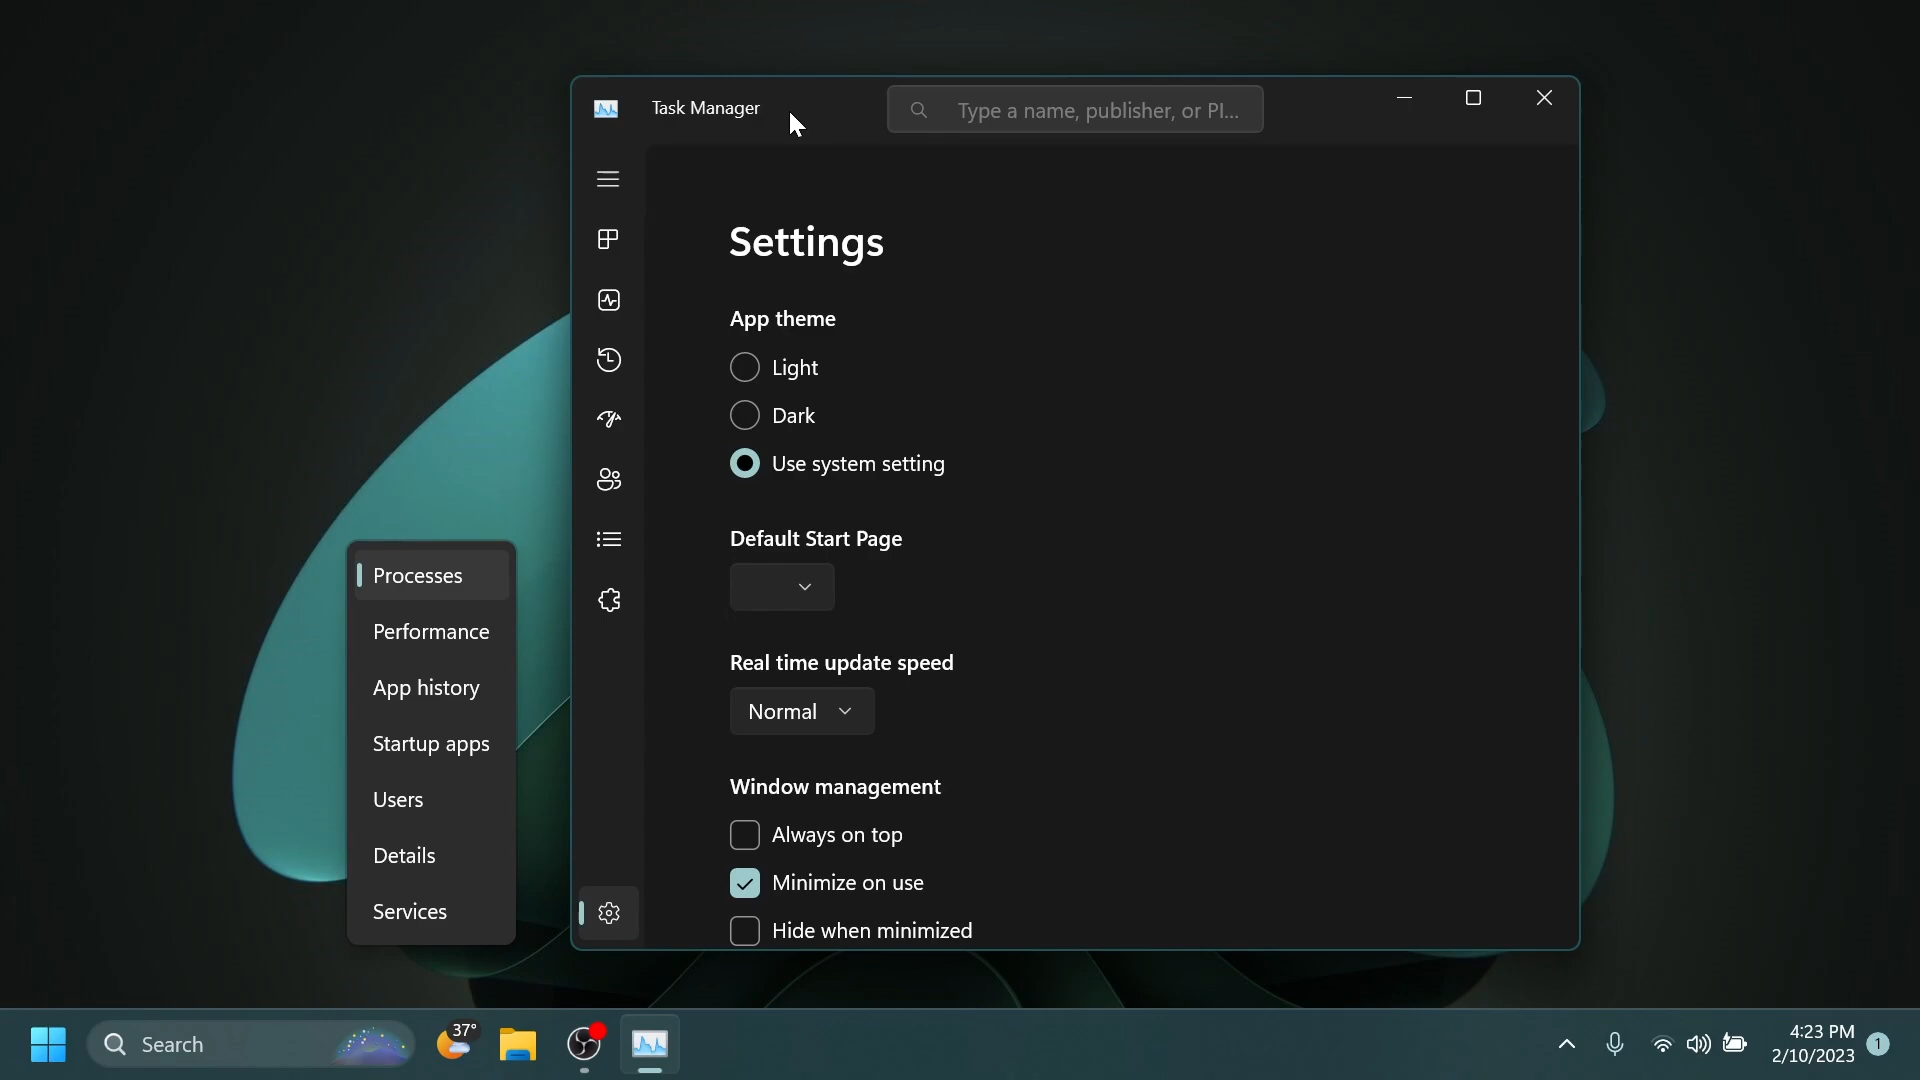 Task Manager
Type a name, publisher, or PI...
Settings
App theme
Light
Dark
Use system setting
Default Start Page
Real time update speed
Normal
Window management
Always on top
Minimize on use
Hide when minimized
Processes
Performance
App history
Startup apps
Users
Details
Services
Search
37°
4:23 PM
2/10/2023
1